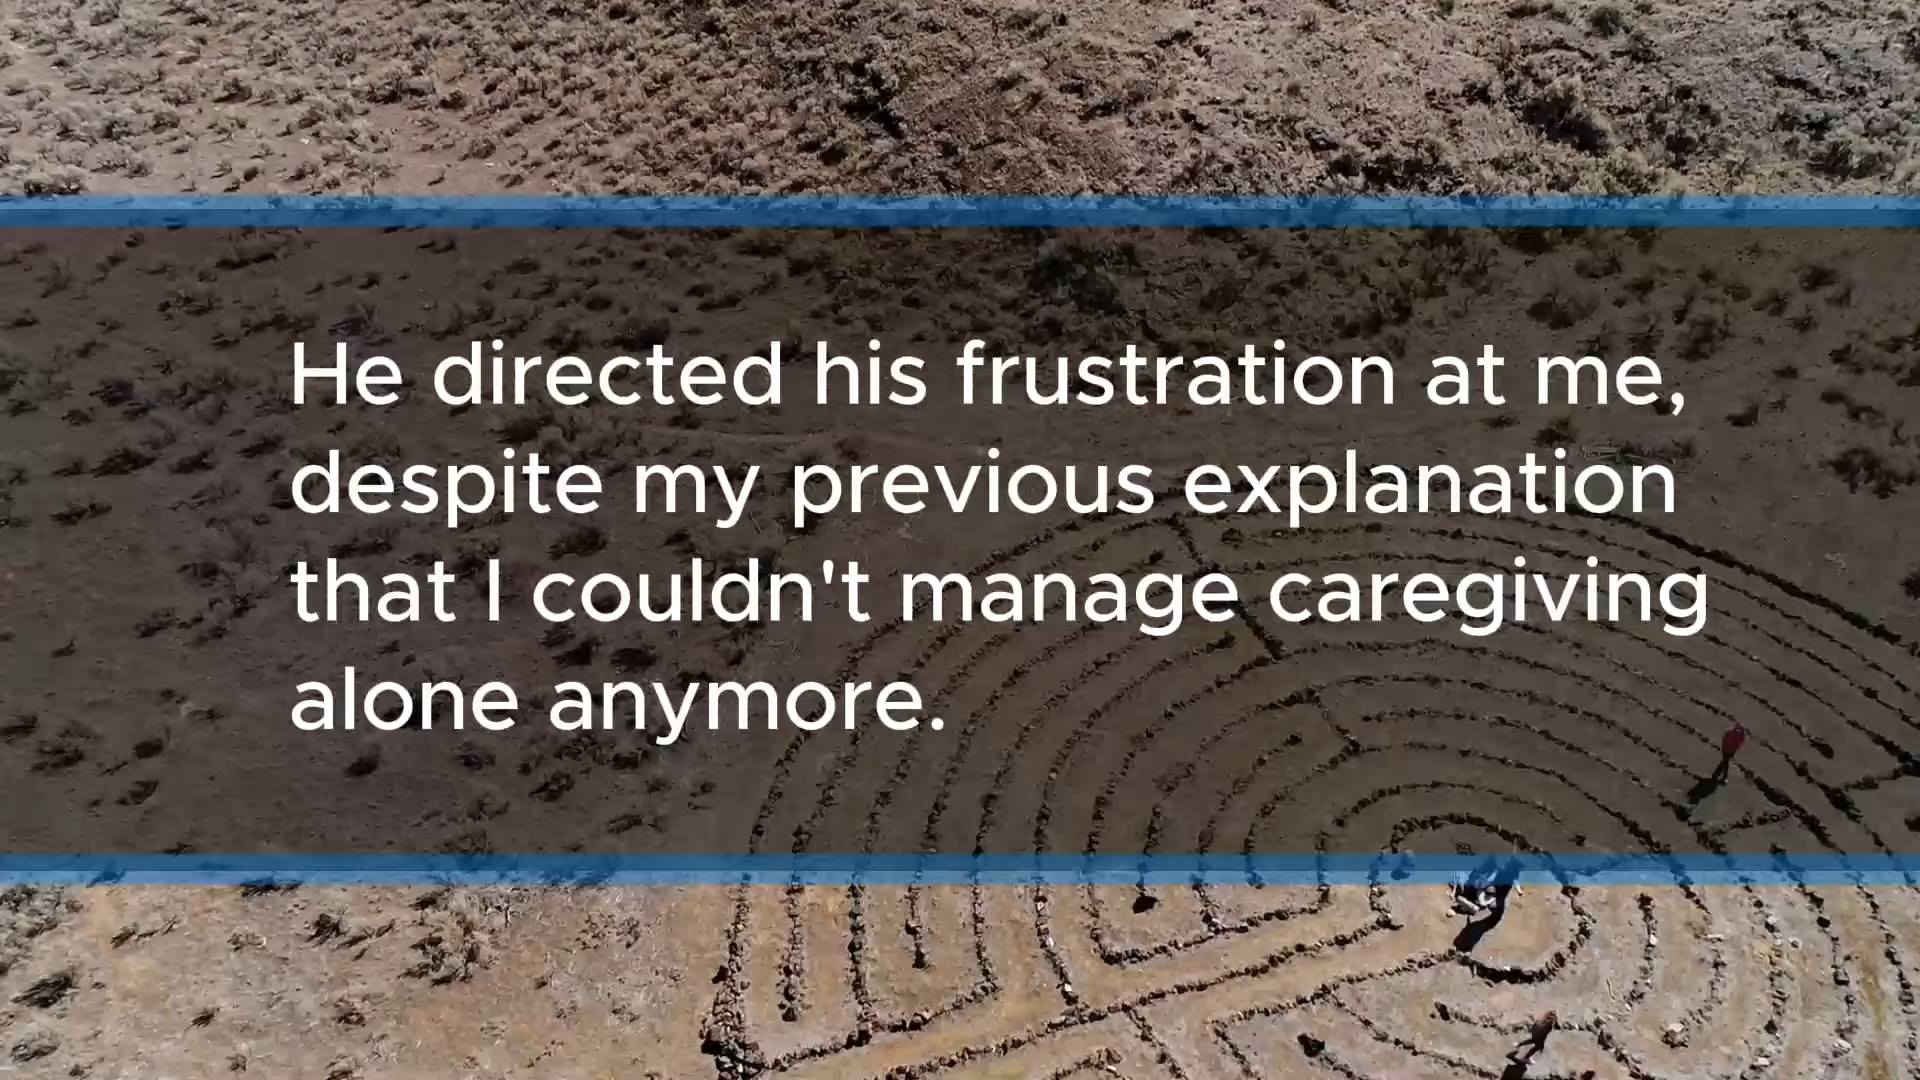 He directed his frustration at me,
despite my previous explanation
that I couldn't manage caregiving
alone anymore.